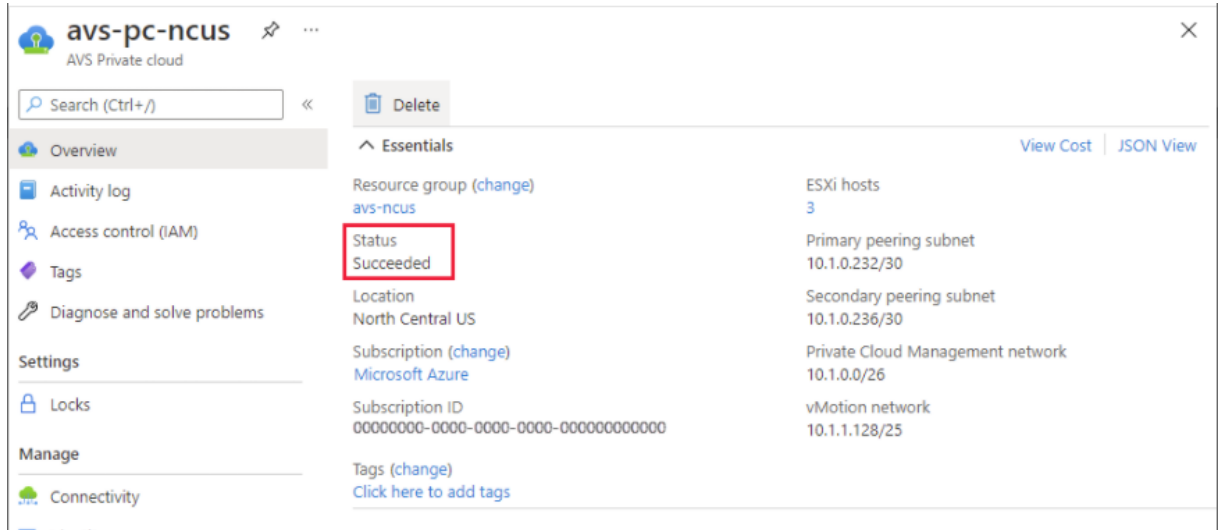 avs-pc-ncus
AVS Private cloud
Search (Ctrl+/)
Overview
Activity log
Access control (IAM)
Tags
Diagnose and solve problems
Settings
Locks
Manage
Connectivity
Delete
Essentials
View Cost
JSON View
Resource group (change)
avs-ncus
Status
Succeeded
Location
North Central US
Subscription (change)
Microsoft Azure
Subscription ID
00000000-0000-0000-0000-000000000000
Tags (change)
Click here to add tags
ESXi hosts
3
Primary peering subnet
10.1.0.232/30
Secondary peering subnet
10.1.0.236/30
Private Cloud Management network
10.1.0.0/26
vMotion network
10.1.1.128/25